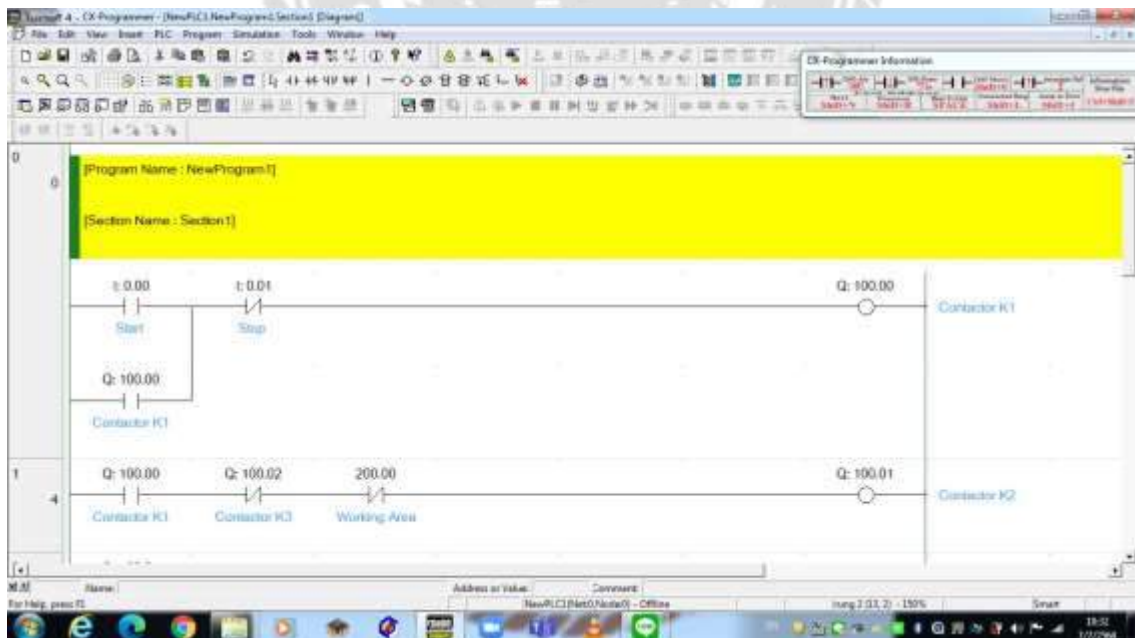 CX-Programmer - [NewPLC1.NewProgram1.Section1 [Diagram]]
File Edit View Insert PLC Program Simulation Tools Window Help
CX-Programmer Information
0
0
[Program Name : NewProgram1]
[Section Name : Section1]
I: 0.00
I: 0.01
Q: 100.00
Start
Stop
Contactor K1
Q: 100.00
Contactor K1
1
4
Q: 100.00
Q: 100.02
200.00
Q: 100.01
Contactor K1
Contactor K3
Working Area
Contactor K2
Name:
Address or Value:
Comment:
For Help, press F1
NewPLC1(Net:0,Node:0) - Offline
rung 2 (13, 2) - 150%
Smart